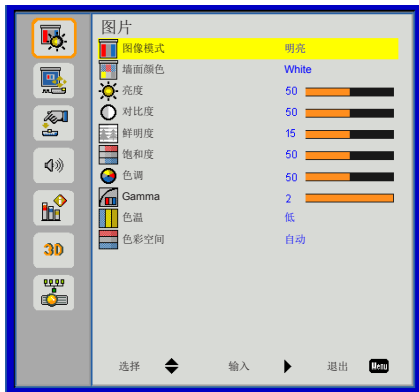 图片
图像模式 明亮
墙面颜色 White
亮度 50
对比度 50
鲜明度 15
饱和度 50
色调 50
Gamma 2
色温 低
色彩空间 自动
3D
选择 输入 退出 Menu